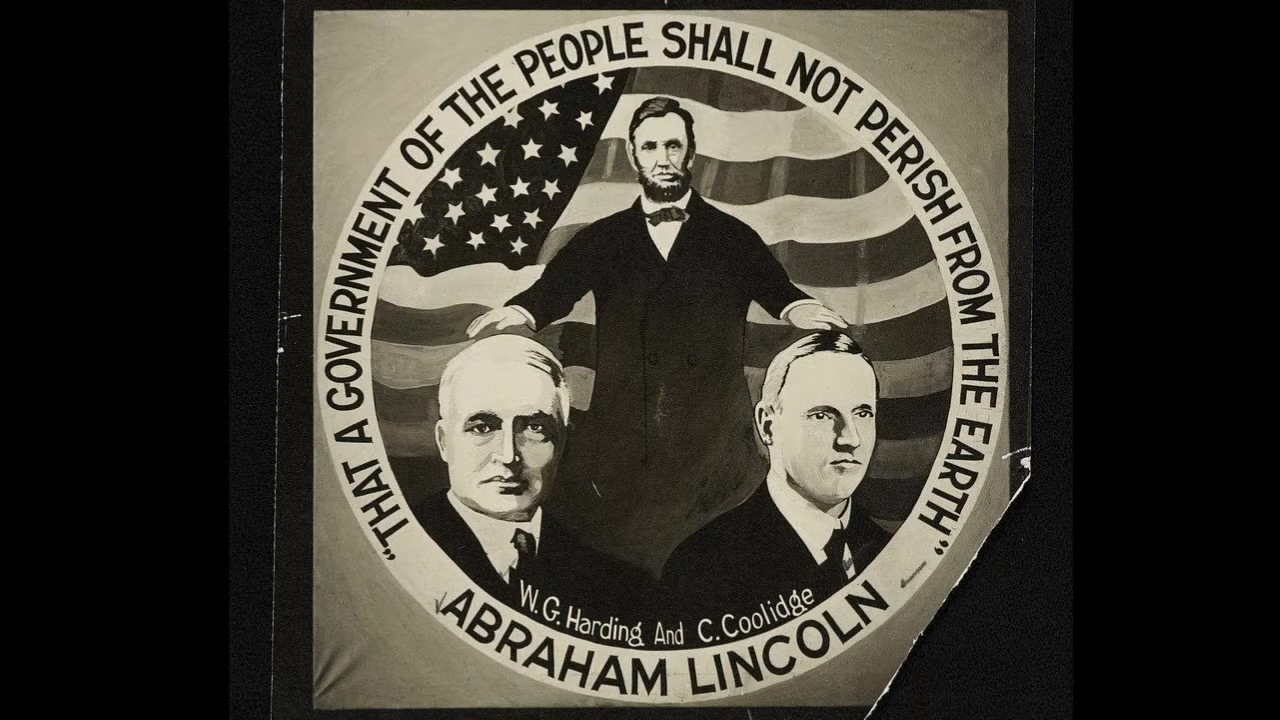 "THAT A GOVERNMENT OF THE PEOPLE SHALL NOT PERISH FROM THE EARTH"
W.G. Harding And C. Coolidge
ABRAHAM LINCOLN